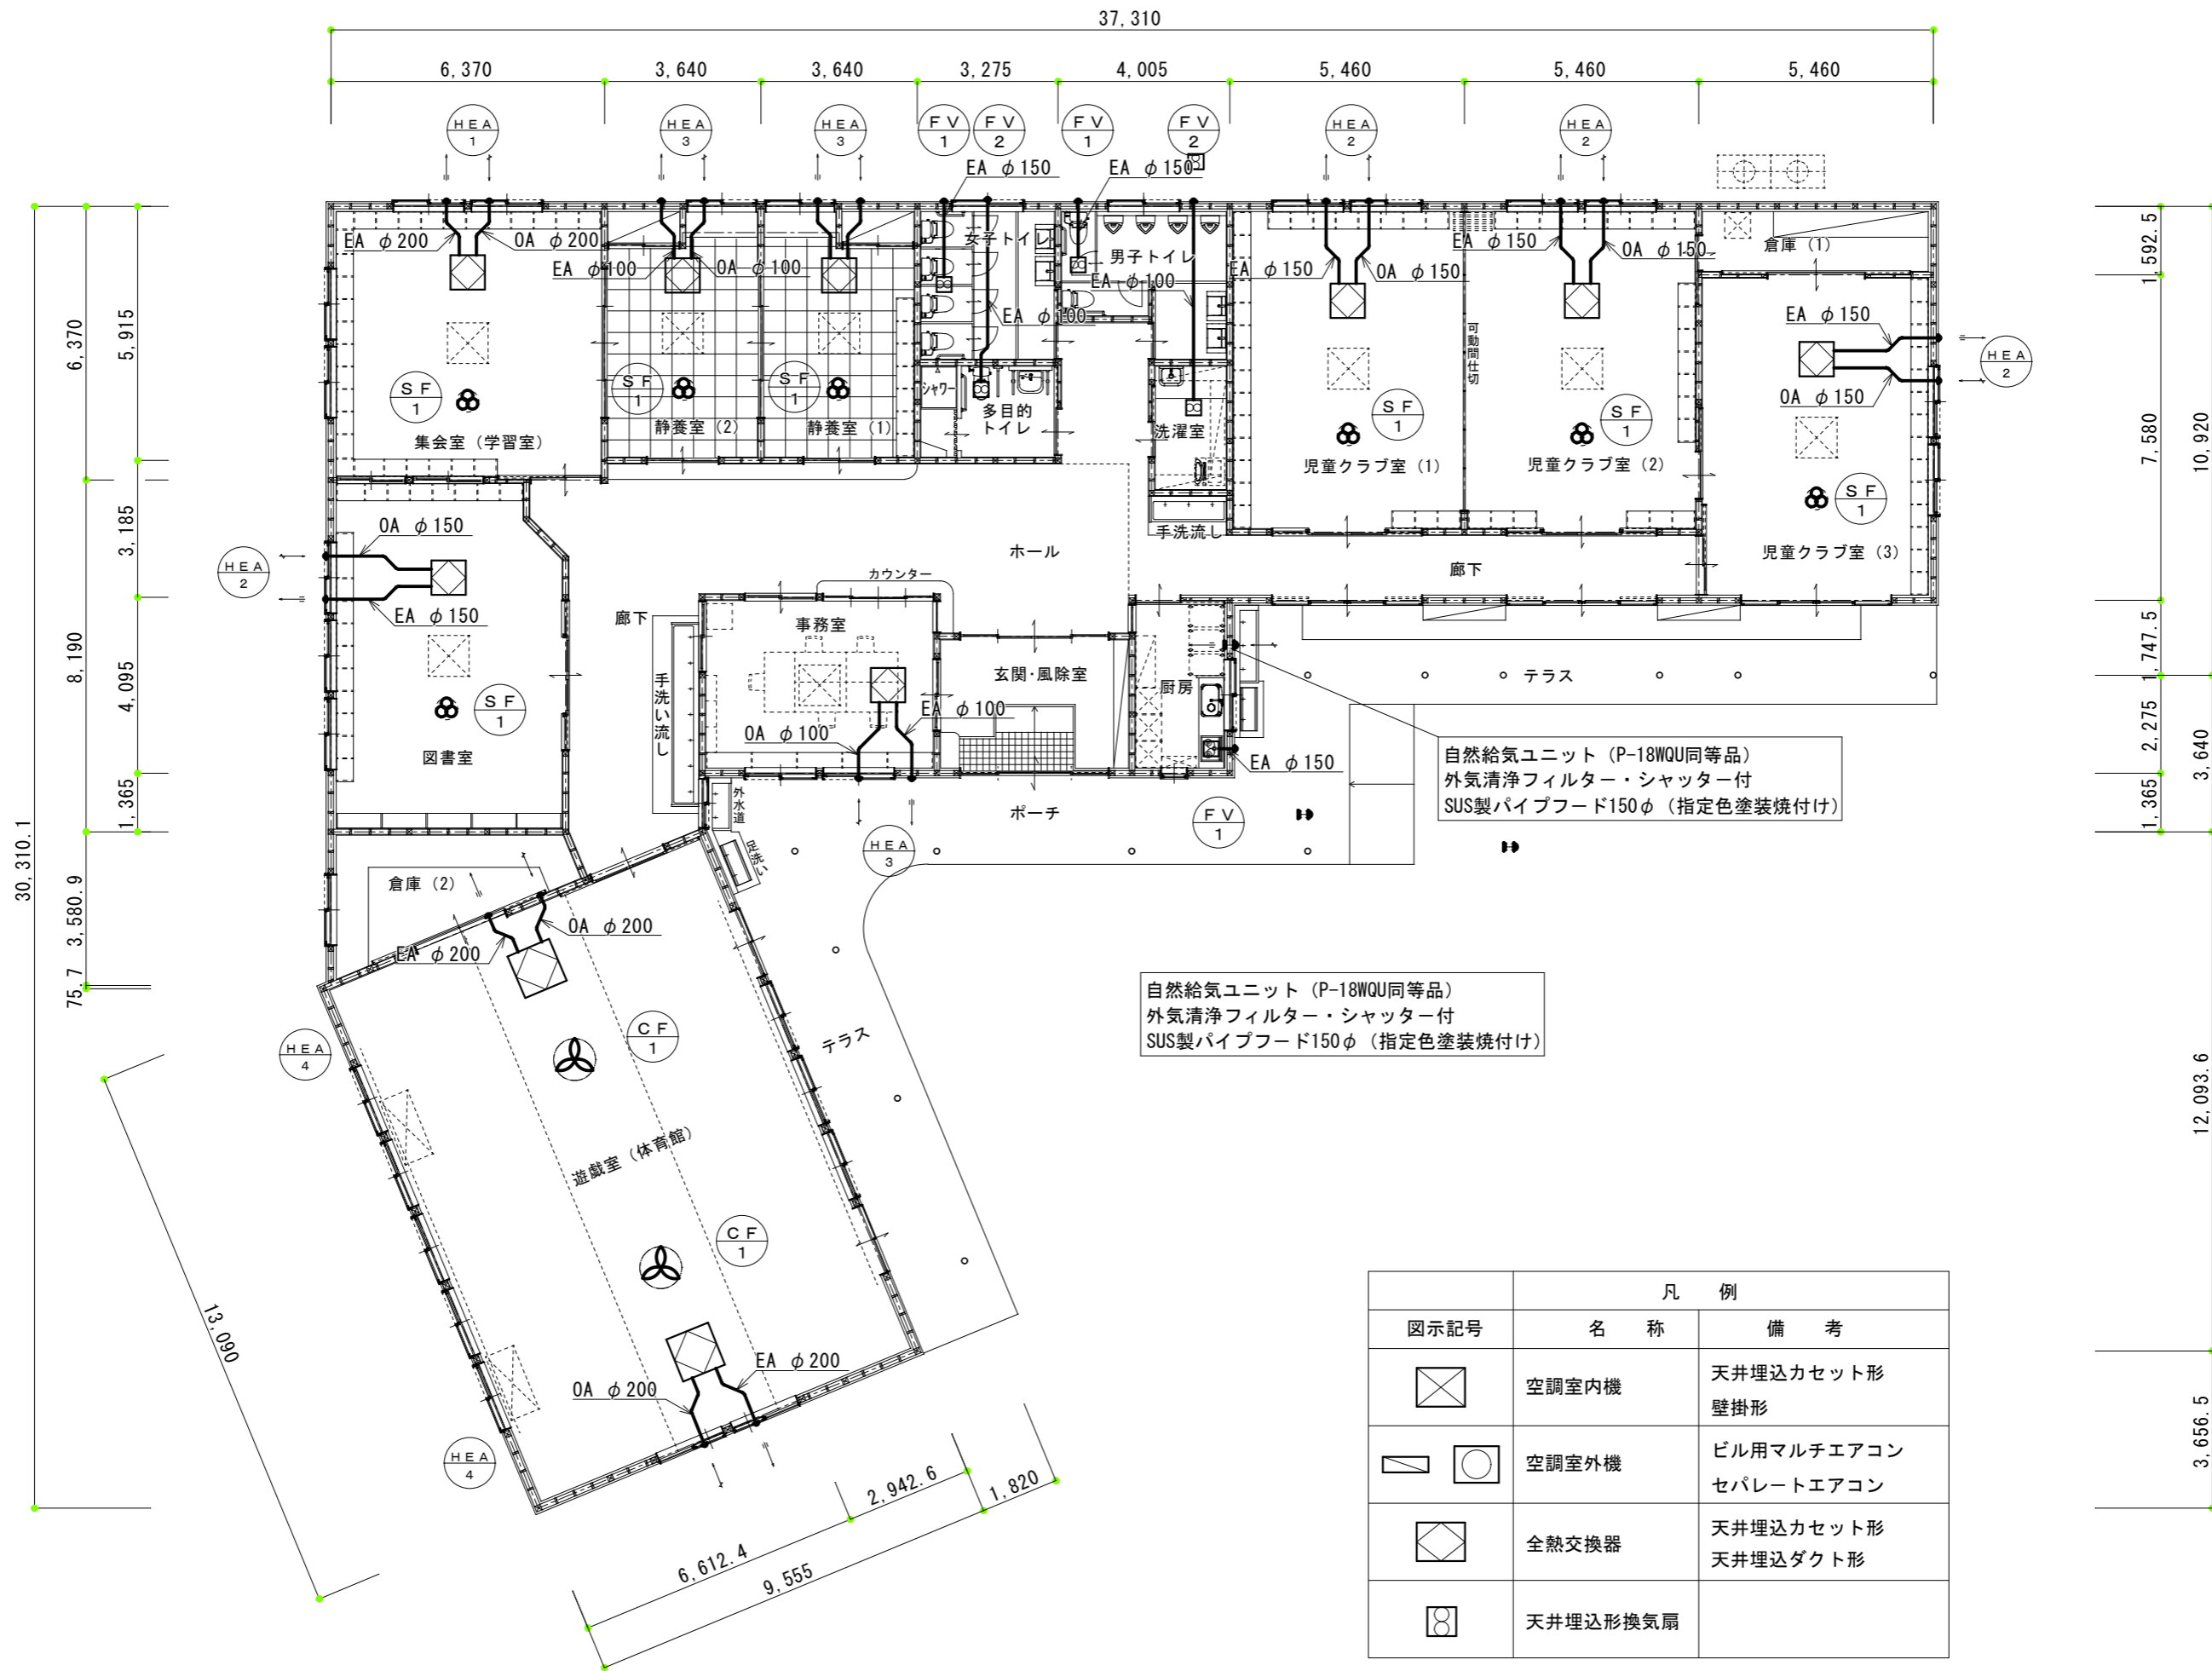 37,310
6,370
3,640
3,640
3,275
4,005
5,460
5,460
5,460
HEA
1
HEA
3
HEA
3
FV
1
FV
2
FV
1
FV
2
HEA
2
HEA
2
EA φ150
EA φ150
EA φ200
OA φ200
EA φ100
OA φ100
女子トイレ
男子トイレ
EA φ100
EA φ100
EA φ150
OA φ150
EA φ150
OA φ150
倉庫（1）
EA φ150
OA φ150
HEA
2
1,592.5
7,580
10,920
1,747.5
2,275
3,640
1,365
12,093.6
3,656.5
6,370
5,915
3,185
8,190
4,095
1,365
30,310.1
3,580.9
75.7
SF
1
集会室（学習室）
SF
1
静養室（2）
SF
1
静養室（1）
シャワー
多目的
トイレ
洗濯室
手洗流し
可動間仕切
SF
1
児童クラブ室（1）
SF
1
児童クラブ室（2）
SF
1
児童クラブ室（3）
OA φ150
HEA
2
EA φ150
SF
1
図書室
ホール
カウンター
廊下
廊下
事務室
手洗い流し
OA φ100
EA φ100
玄関・風除室
厨房
EA φ150
テラス
外水道
足洗い
ポーチ
HEA
3
FV
1
自然給気ユニット（P-18WQU同等品）
外気清浄フィルター・シャッター付
SUS製パイプフード150φ（指定色塗装焼付け）
自然給気ユニット（P-18WQU同等品）
外気清浄フィルター・シャッター付
SUS製パイプフード150φ（指定色塗装焼付け）
倉庫（2）
OA φ200
EA φ200
HEA
4
CF
1
テラス
遊戯室（体育館）
CF
1
OA φ200
EA φ200
HEA
4
13,090
2,942.6
1,820
6,612.4
9,555
凡　例
図示記号　名　称　備　考
空調室内機　天井埋込カセット形
壁掛形
空調室外機　ビル用マルチエアコン
セパレートエアコン
全熱交換器　天井埋込カセット形
天井埋込ダクト形
天井埋込形換気扇